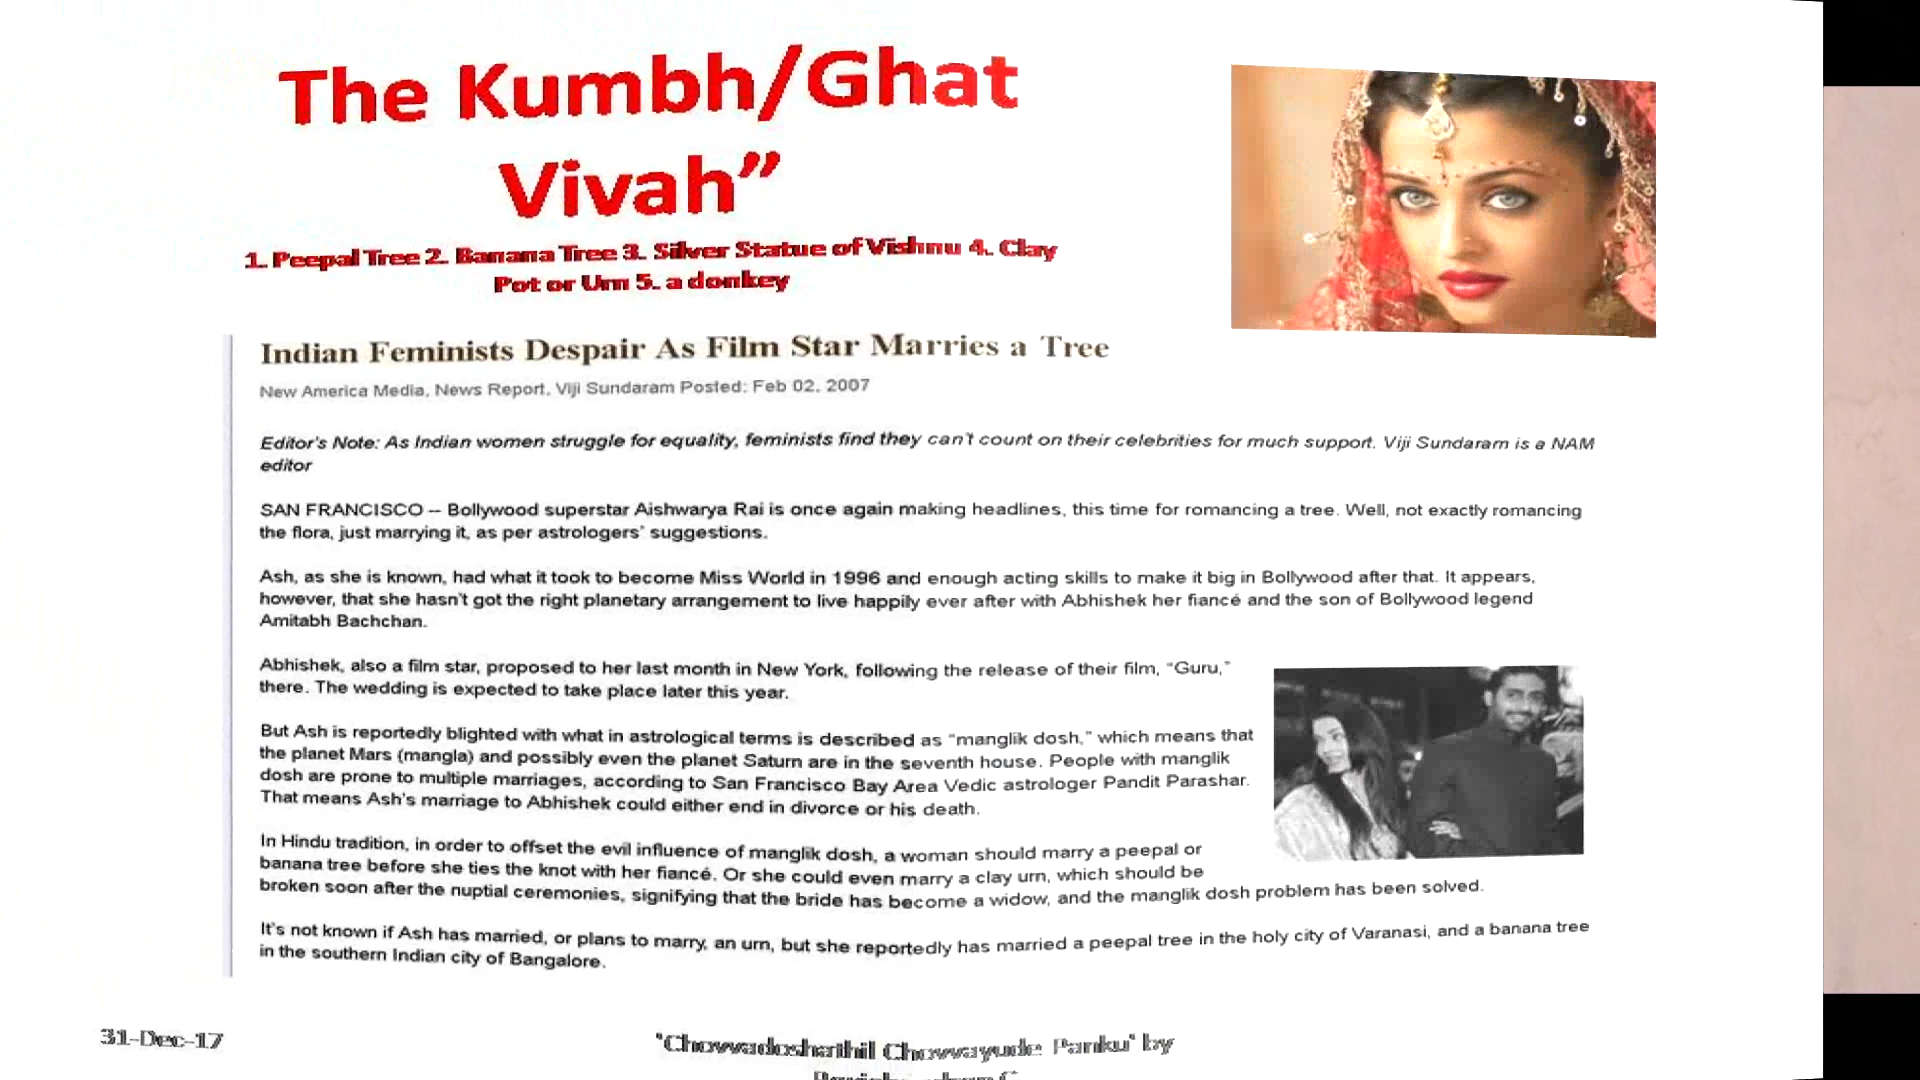 The Kumbh/Ghat
Vivah”
1. Peepal Tree 2. Banana Tree 3. Silver Statue of Vishnu 4. Clay
Pot or Urn 5. a donkey
Indian Feminists Despair As Film Star Marries a Tree
New America Media, News Report, Viji Sundaram Posted: Feb 02, 2007
Editor's Note: As Indian women struggle for equality, feminists find they can't count on their celebrities for much support. Viji Sundaram is a NAM
editor
SAN FRANCISCO -- Bollywood superstar Aishwarya Rai is once again making headlines, this time for romancing a tree. Well, not exactly romancing
the flora, just marrying it, as per astrologers' suggestions.
Ash, as she is known, had what it took to become Miss World in 1996 and enough acting skills to make it big in Bollywood after that. It appears,
however, that she hasn't got the right planetary arrangement to live happily ever after with Abhishek her fiancé and the son of Bollywood legend
Amitabh Bachchan.
Abhishek, also a film star, proposed to her last month in New York, following the release of their film, “Guru,”
there. The wedding is expected to take place later this year.
But Ash is reportedly blighted with what in astrological terms is described as “manglik dosh,” which means that
the planet Mars (mangla) and possibly even the planet Saturn are in the seventh house. People with manglik
dosh are prone to multiple marriages, according to San Francisco Bay Area Vedic astrologer Pandit Parashar.
That means Ash's marriage to Abhishek could either end in divorce or his death.
In Hindu tradition, in order to offset the evil influence of manglik dosh, a woman should marry a peepal or
banana tree before she ties the knot with her fiancé. Or she could even marry a clay urn, which should be
broken soon after the nuptial ceremonies, signifying that the bride has become a widow, and the manglik dosh problem has been solved.
It's not known if Ash has married, or plans to marry, an urn, but she reportedly has married a peepal tree in the holy city of Varanasi, and a banana tree
in the southern Indian city of Bangalore.
31-Dec-17
'Chowvadoshathil Chowvayude Panku' by